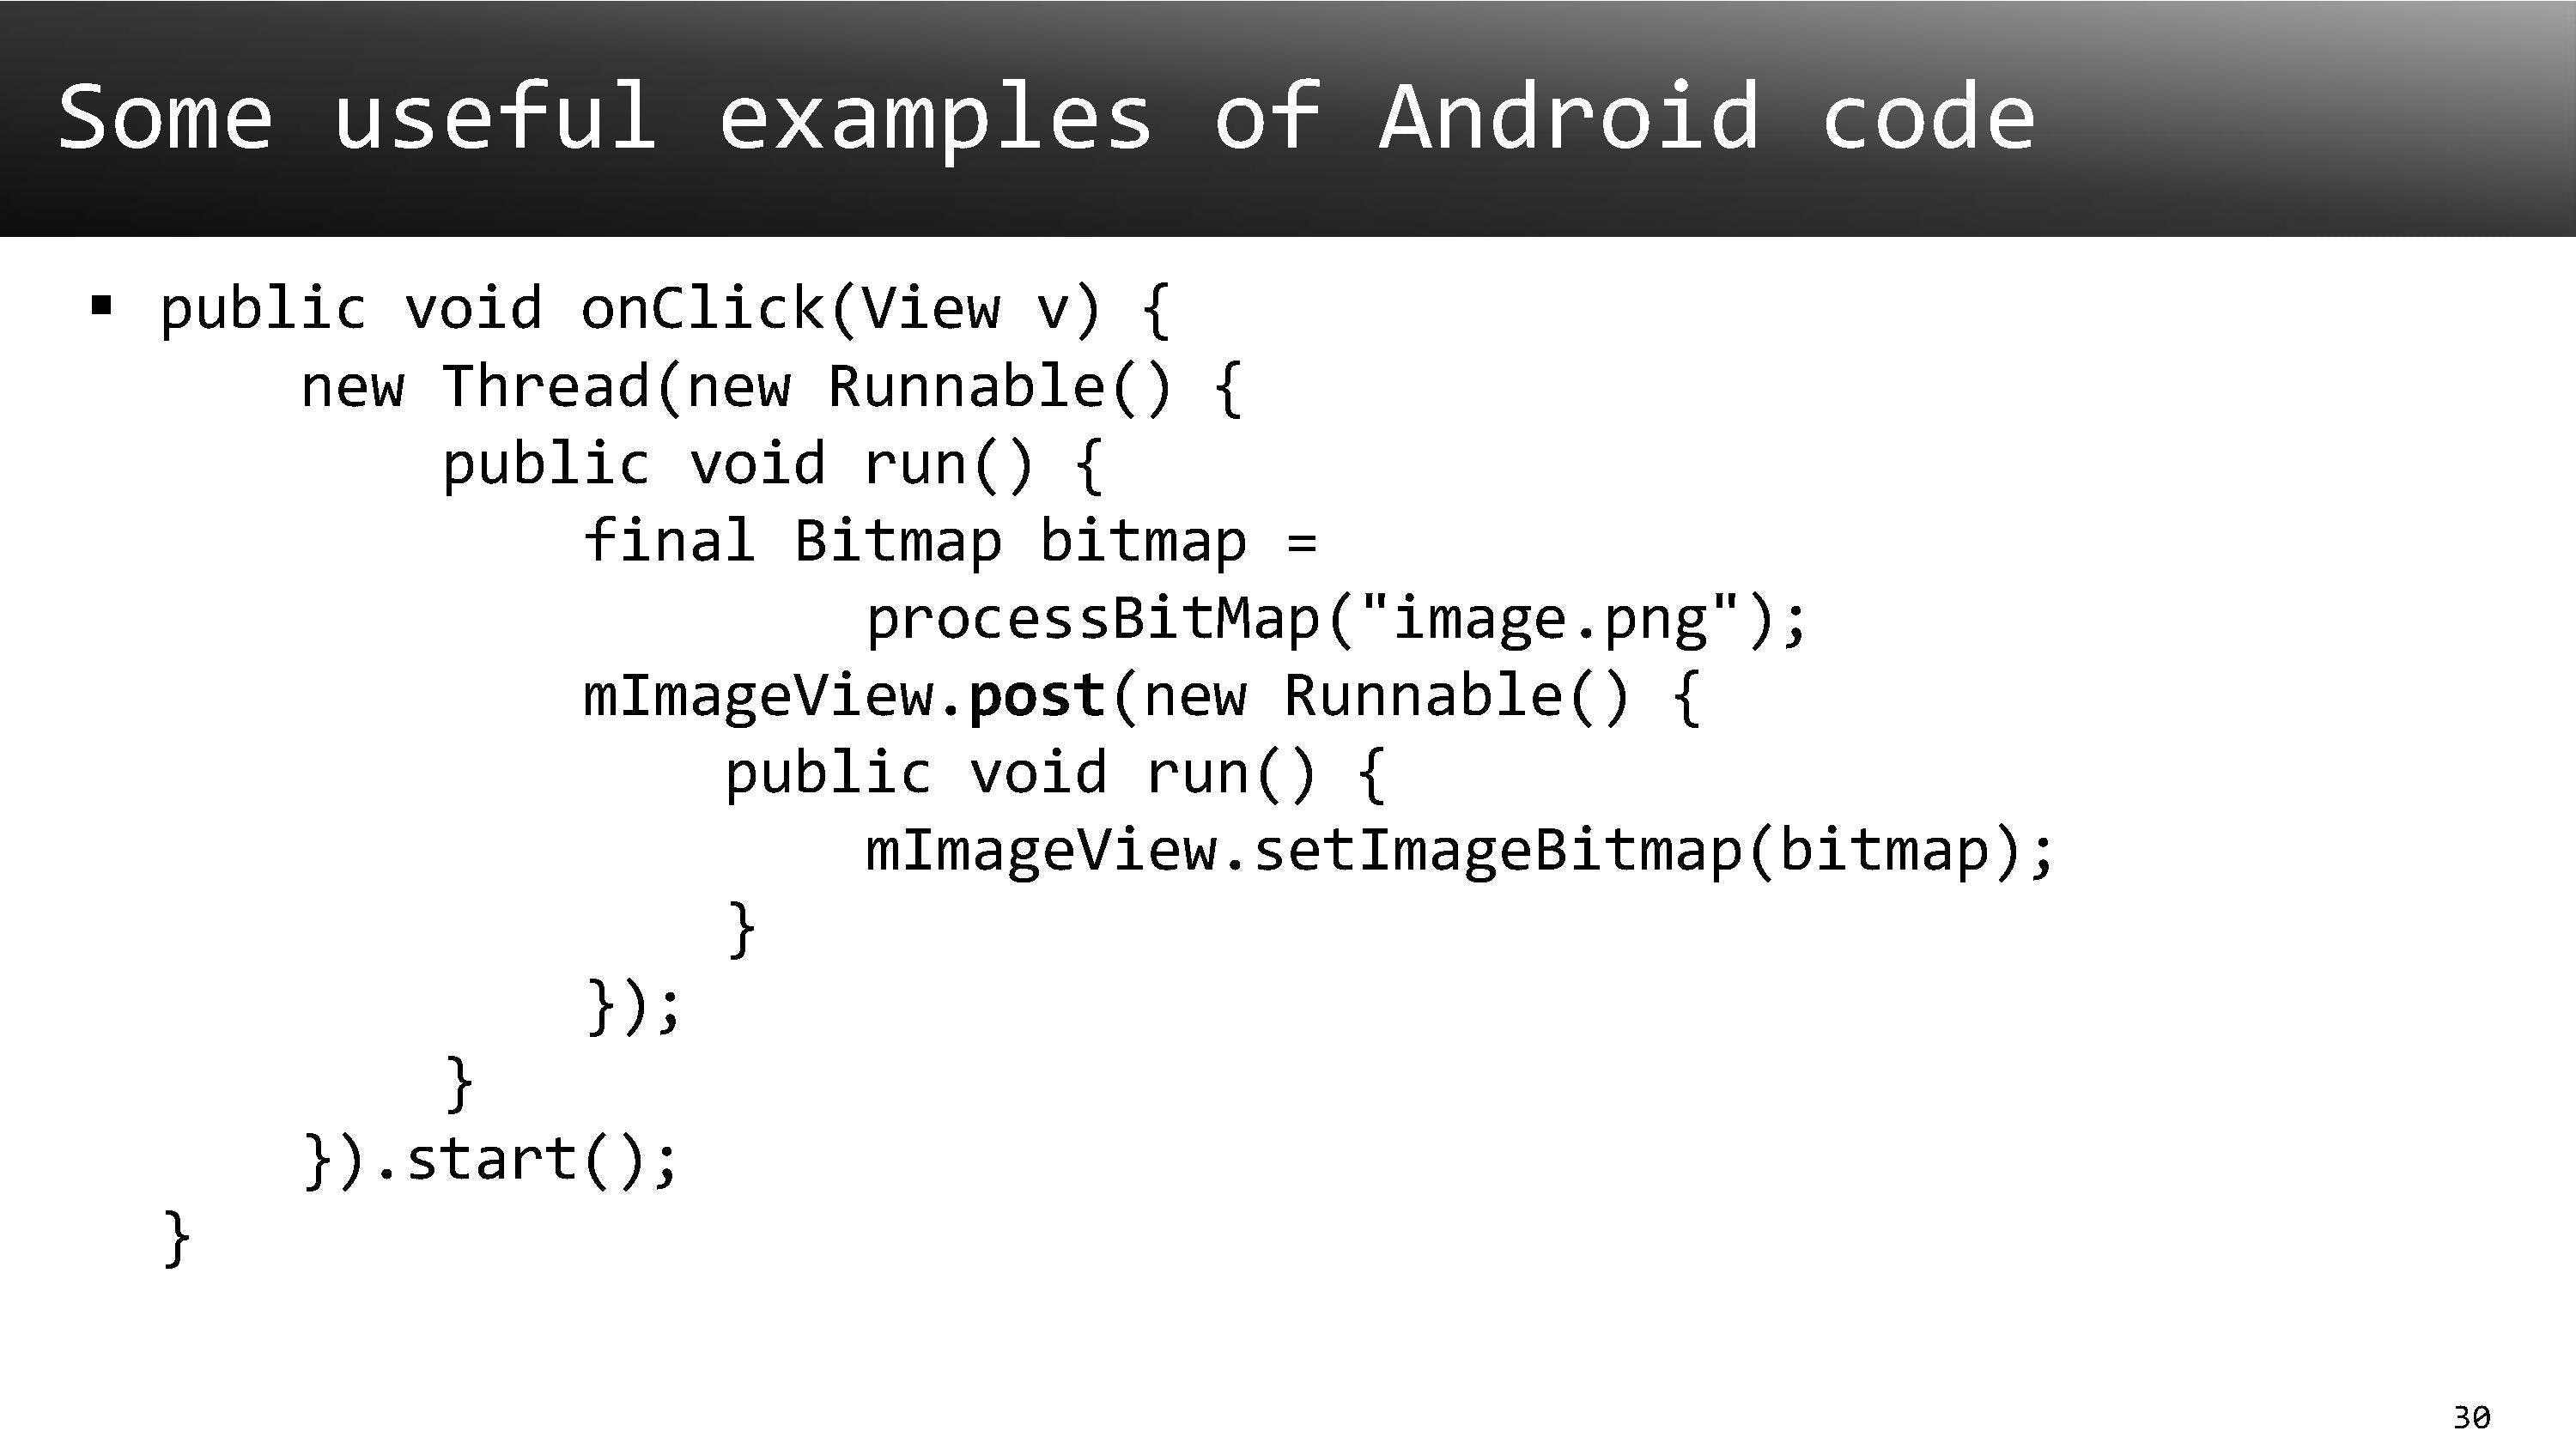 Some useful examples of Android code
▪ public void onClick(View v) {
new Thread(new Runnable() {
public void run() {
final Bitmap bitmap =
processBitMap("image.png");
mImageView.post(new Runnable() {
public void run() {
mImageView.setImageBitmap(bitmap);
}
});
}
}).start();
}
30